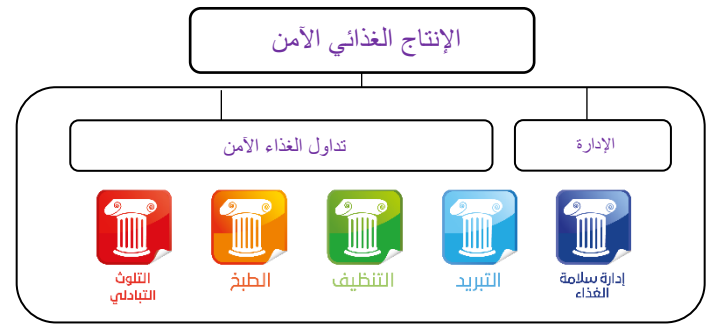 الإنتاج الغذائي الآمن
الإدارة
تداول الغذاء الآمن
إدارة سلامة
الغذاء
التبريد
التنظيف
الطبخ
التلوث
التبادلي